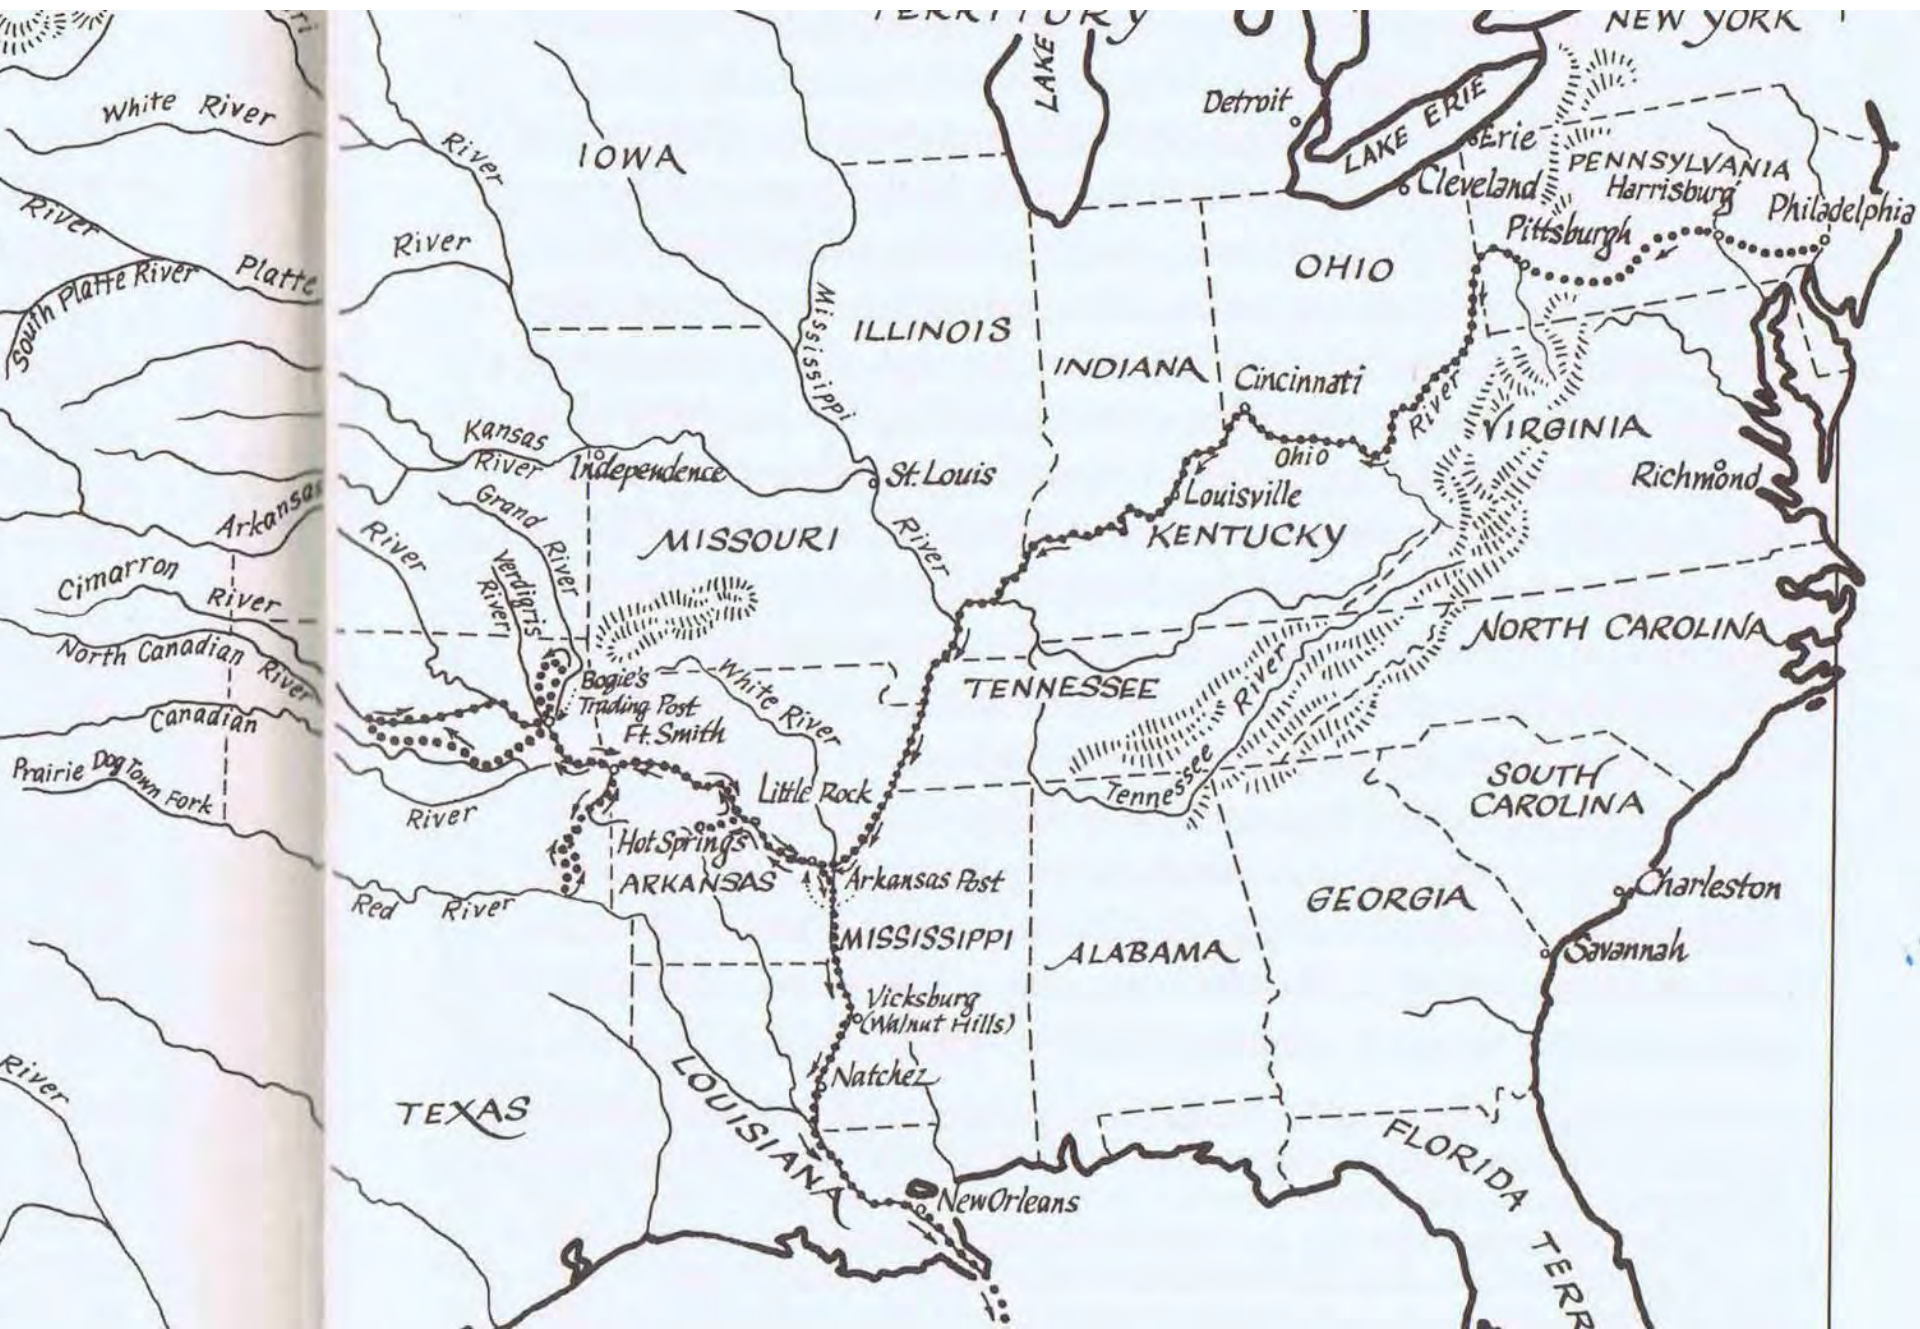 TERRITORY
NEW YORK
LAKE
Detroit
LAKE ERIE
Erie
Cleveland
PENNSYLVANIA
Harrisburg
Philadelphia
Pittsburgh
White River
River
IOWA
River
South Platte River
Platte
River
Mississippi
ILLINOIS
INDIANA
OHIO
Cincinnati
River
VIRGINIA
Richmond
Ohio
Louisville
KENTUCKY
Kansas
River
Independence
St. Louis
River
Arkansas
River
Grand River
Verdigris
River
MISSOURI
Cimarron
River
North Canadian River
Canadian
Prairie Dog Town Fork
River
Bogie's
Trading Post
Ft. Smith
White River
Little Rock
Hot Springs
ARKANSAS
Arkansas Post
TENNESSEE
Tennessee River
NORTH CAROLINA
SOUTH
CAROLINA
Charleston
Savannah
GEORGIA
ALABAMA
MISSISSIPPI
Vicksburg
(Walnut Hills)
Natchez
Red River
River
TEXAS
LOUISIANA
New Orleans
FLORIDA TERR